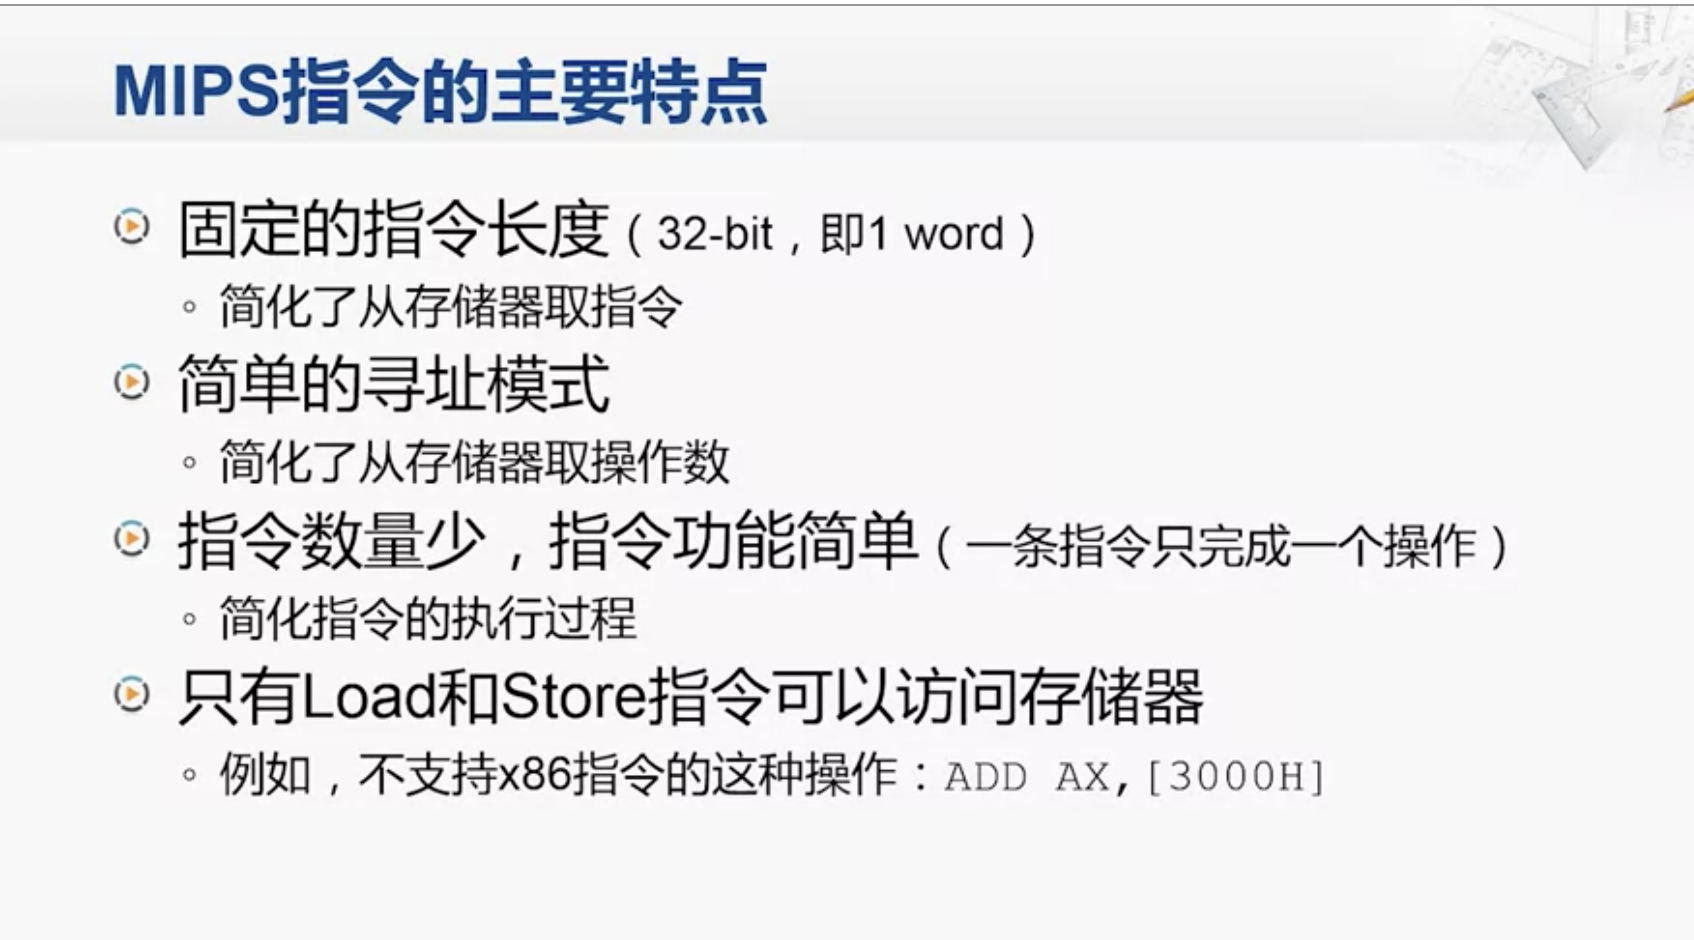 MIPS指令的主要特点
固定的指令长度（32-bit，即1 word）
简化了从存储器取指令
简单的寻址模式
简化了从存储器取操作数
指令数量少，指令功能简单（一条指令只完成一个操作）
简化指令的执行过程
只有Load和Store指令可以访问存储器
例如，不支持x86指令的这种操作：ADD AX,[3000H]